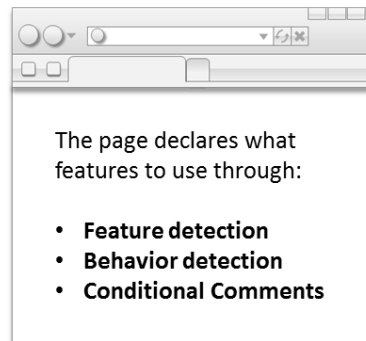 The page declares what
features to use through:
• Feature detection
• Behavior detection
• Conditional Comments